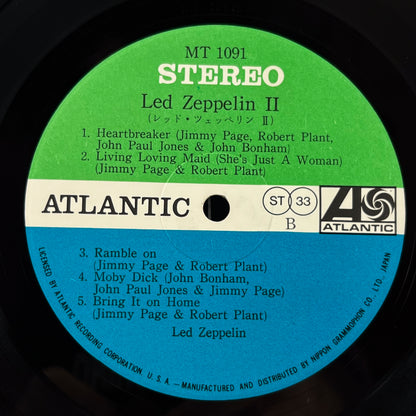 MT 1091
STEREO
Led Zeppelin II
(レッド・ツェッペリン II)
1. Heartbreaker (Jimmy Page, Robert Plant,
John Paul Jones & John Bonham)
2. Living Loving Maid (She's Just A Woman)
(Jimmy Page & Robert Plant)
ATLANTIC
ST 33
B
A
ATLANTIC
3. Ramble on
(Jimmy Page & Robert Plant)
4. Moby Dick (John Bonham,
John Paul Jones & Jimmy Page)
5. Bring It on Home
(Jimmy Page & Robert Plant)
Led Zeppelin
LICENSED BY ATLANTIC RECORDING CORPORATION, U.S.A.—MANUFACTURED AND DISTRIBUTED BY NIPPON GRAMMOPHON CO. LTD. JAPAN